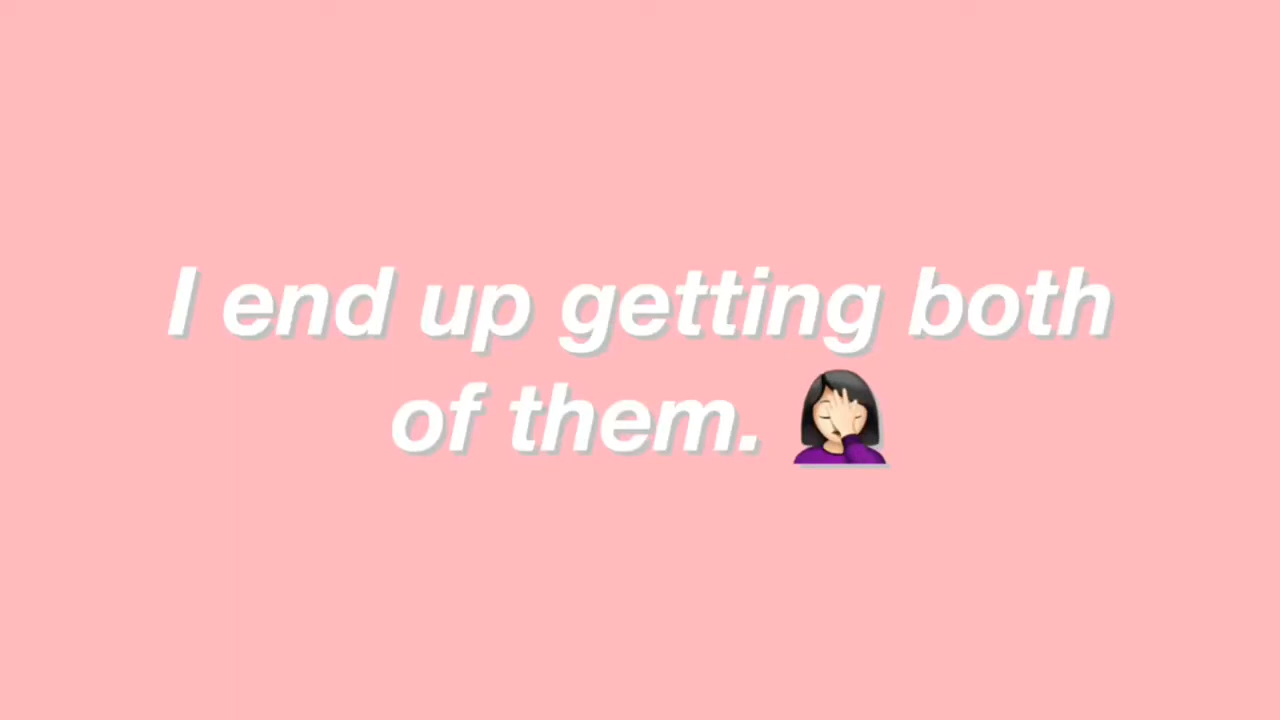 I end up getting both
of them. 🤦🏻‍♀️